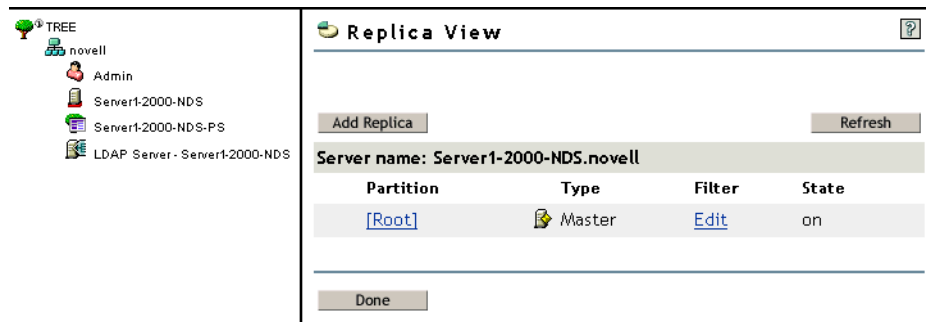 TREE
novell
Admin
Server1-2000-NDS
Server1-2000-NDS-PS
LDAP Server - Server1-2000-NDS
Replica View
?
Add Replica
Refresh
Server name: Server1-2000-NDS.novell
Partition Type Filter State
[Root] Master Edit on
Done